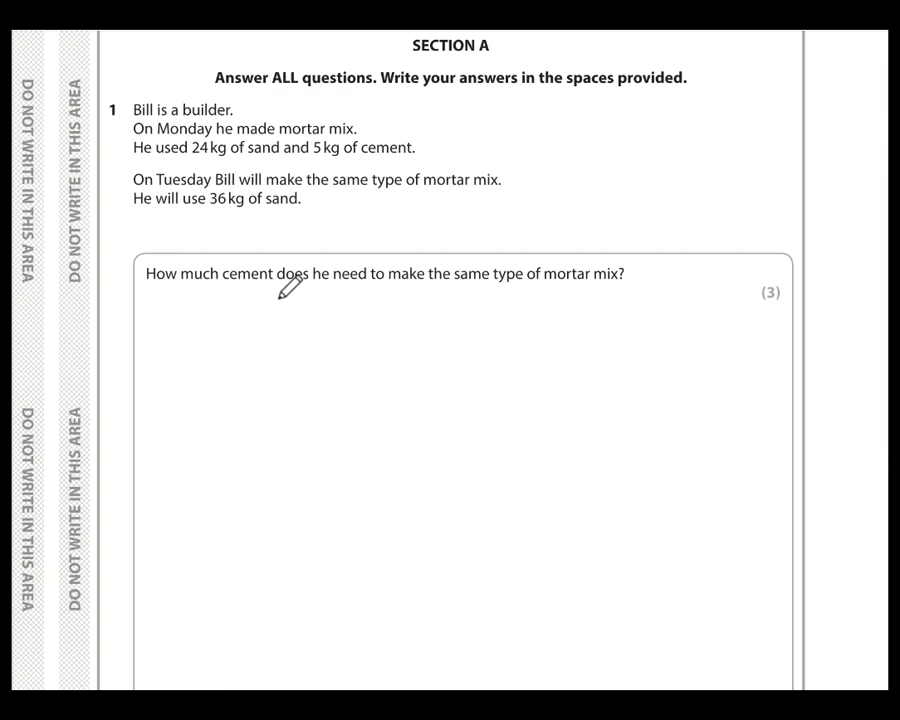 SECTION A
Answer ALL questions. Write your answers in the spaces provided.
1 Bill is a builder.
On Monday he made mortar mix.
He used 24 kg of sand and 5 kg of cement.
On Tuesday Bill will make the same type of mortar mix.
He will use 36 kg of sand.
How much cement does he need to make the same type of mortar mix?
(3)
DO NOT WRITE IN THIS AREA
DO NOT WRITE IN THIS AREA
DO NOT WRITE IN THIS AREA
DO NOT WRITE IN THIS AREA